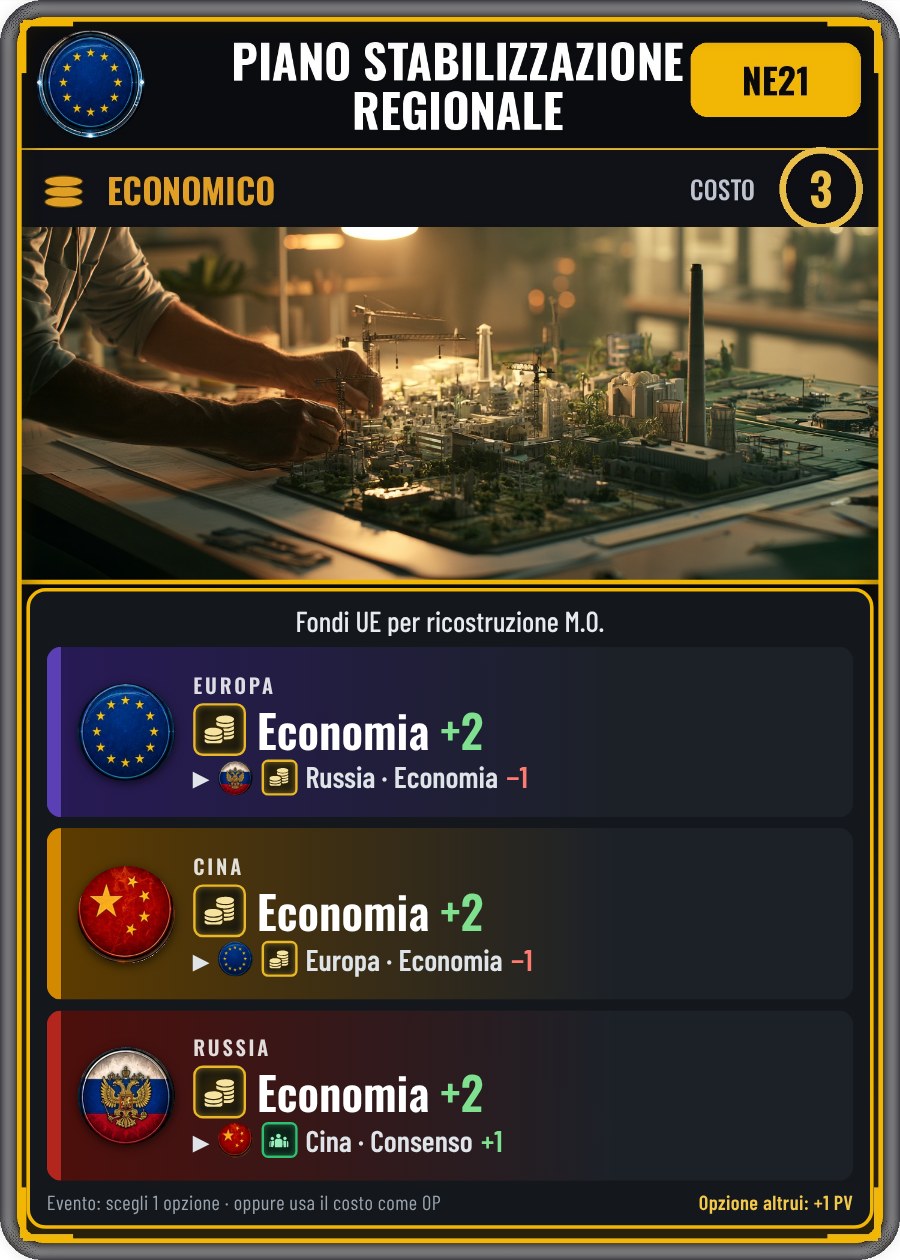 PIANO STABILIZZAZIONE
REGIONALE
NE21
ECONOMICO
COSTO
3
Fondi UE per ricostruzione M.O.
EUROPA
Economia +2
▶ Russia · Economia −1
CINA
Economia +2
▶ Europa · Economia −1
RUSSIA
Economia +2
▶ Cina · Consenso +1
Evento: scegli 1 opzione · oppure usa il costo come OP
Opzione altrui: +1 PV